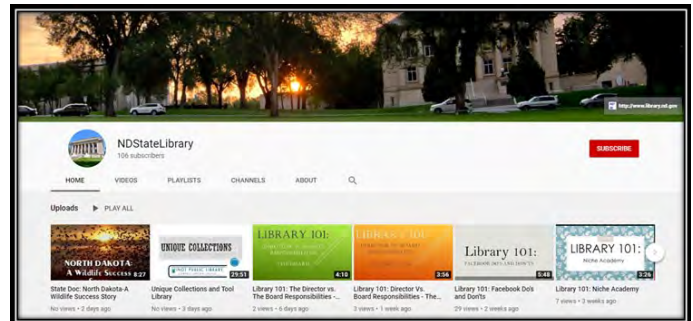 http://www.library.nd.gov
NDStateLibrary
106 subscribers
SUBSCRIBE
HOME VIDEOS PLAYLISTS CHANNELS ABOUT
Uploads ▶ PLAY ALL
NORTH DAKOTA
A Wildlife Success 8:27
UNIQUE COLLECTIONS
29:51
LIBRARY 101:
4:10
LIBRARY 101:
3:56
Library 101:
FACEBOOK DO'S AND DON'TS
5:48
LIBRARY 101:
Niche Academy
3:26
State Doc: North Dakota-A
Wildlife Success Story
No views • 2 days ago
Unique Collections and Tool
Library
No views • 3 days ago
Library 101: The Director vs.
The Board Responsibilities -...
2 views • 6 days ago
Library 101: Director Vs.
Board Responsibilities - The...
3 views • 1 week ago
Library 101: Facebook Do's
and Don'ts
29 views • 2 weeks ago
Library 101: Niche Academy
7 views • 3 weeks ago